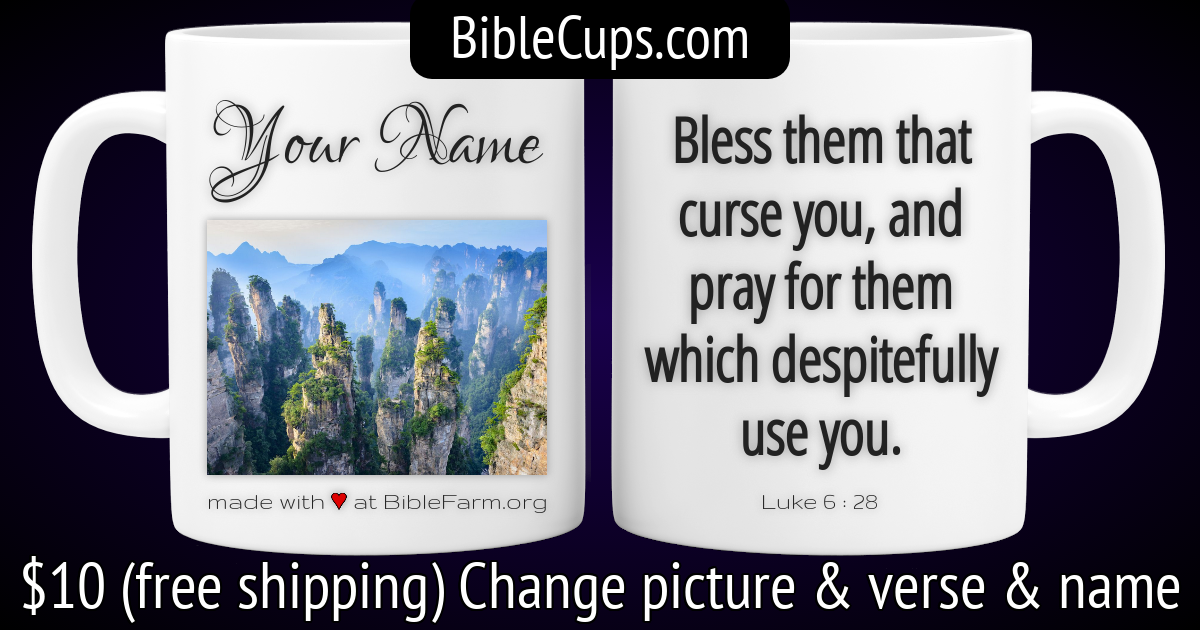 BibleCups.com
Your Name
made with ♥ at BibleFarm.org
Bless them that
curse you, and
pray for them
which despitefully
use you.
Luke 6 : 28
$10 (free shipping) Change picture & verse & name